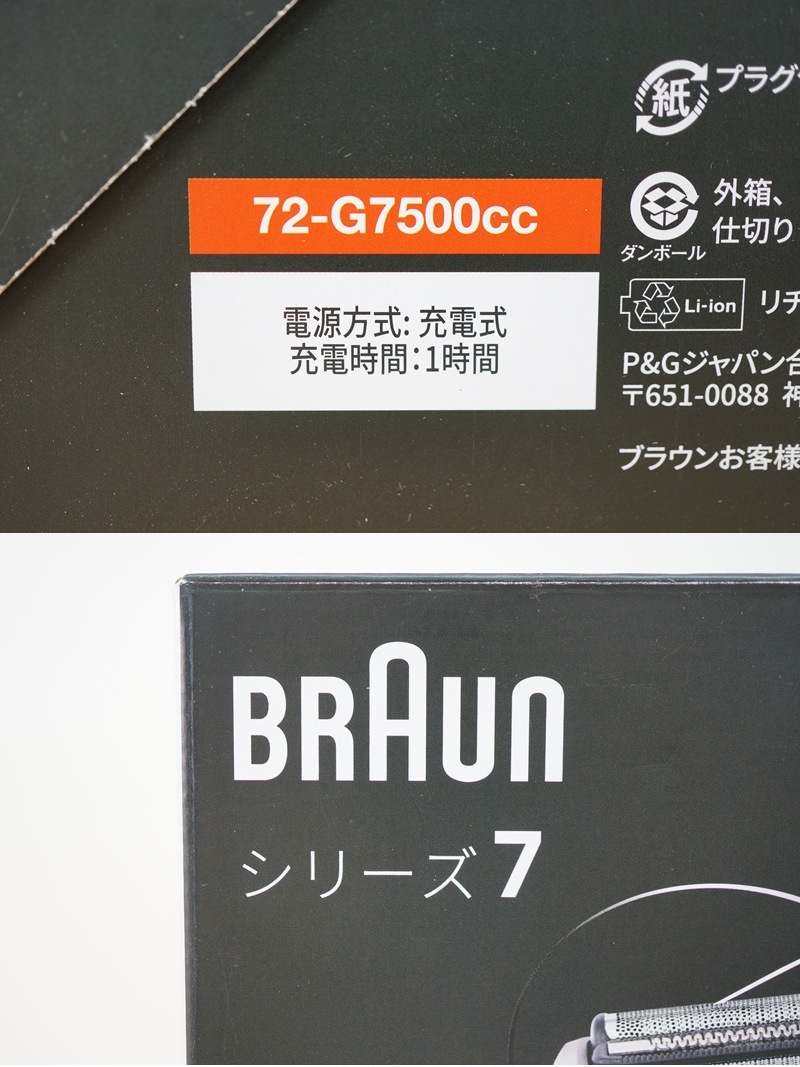 紙
プラグ
72-G7500cc
外箱、
仕切り
ダンボール
電源方式: 充電式
充電時間：1時間
Li-ion
リチ
P&Gジャパン合
〒651-0088 神
ブラウンお客様
BRAUN
シリーズ7